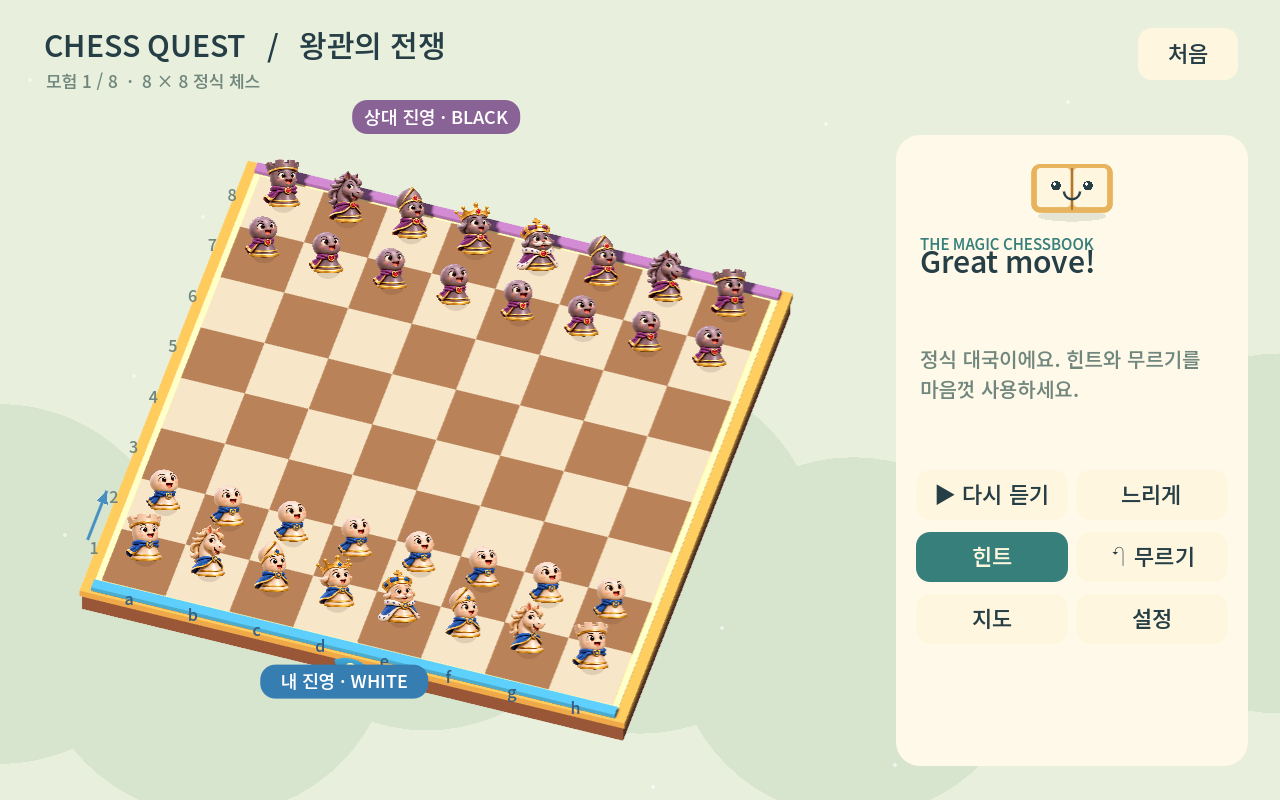 CHESS QUEST / 왕관의 전쟁
모험 1 / 8 · 8 × 8 정식 체스
처음
상대 진영 · BLACK
8
7
6
5
4
3
2
1
a
b
c
d
e
f
g
h
내 진영 · WHITE
THE MAGIC CHESSBOOK
Great move!
정식 대국이에요. 힌트와 무르기를
마음껏 사용하세요.
▶ 다시 듣기
느리게
힌트
↶ 무르기
지도
설정